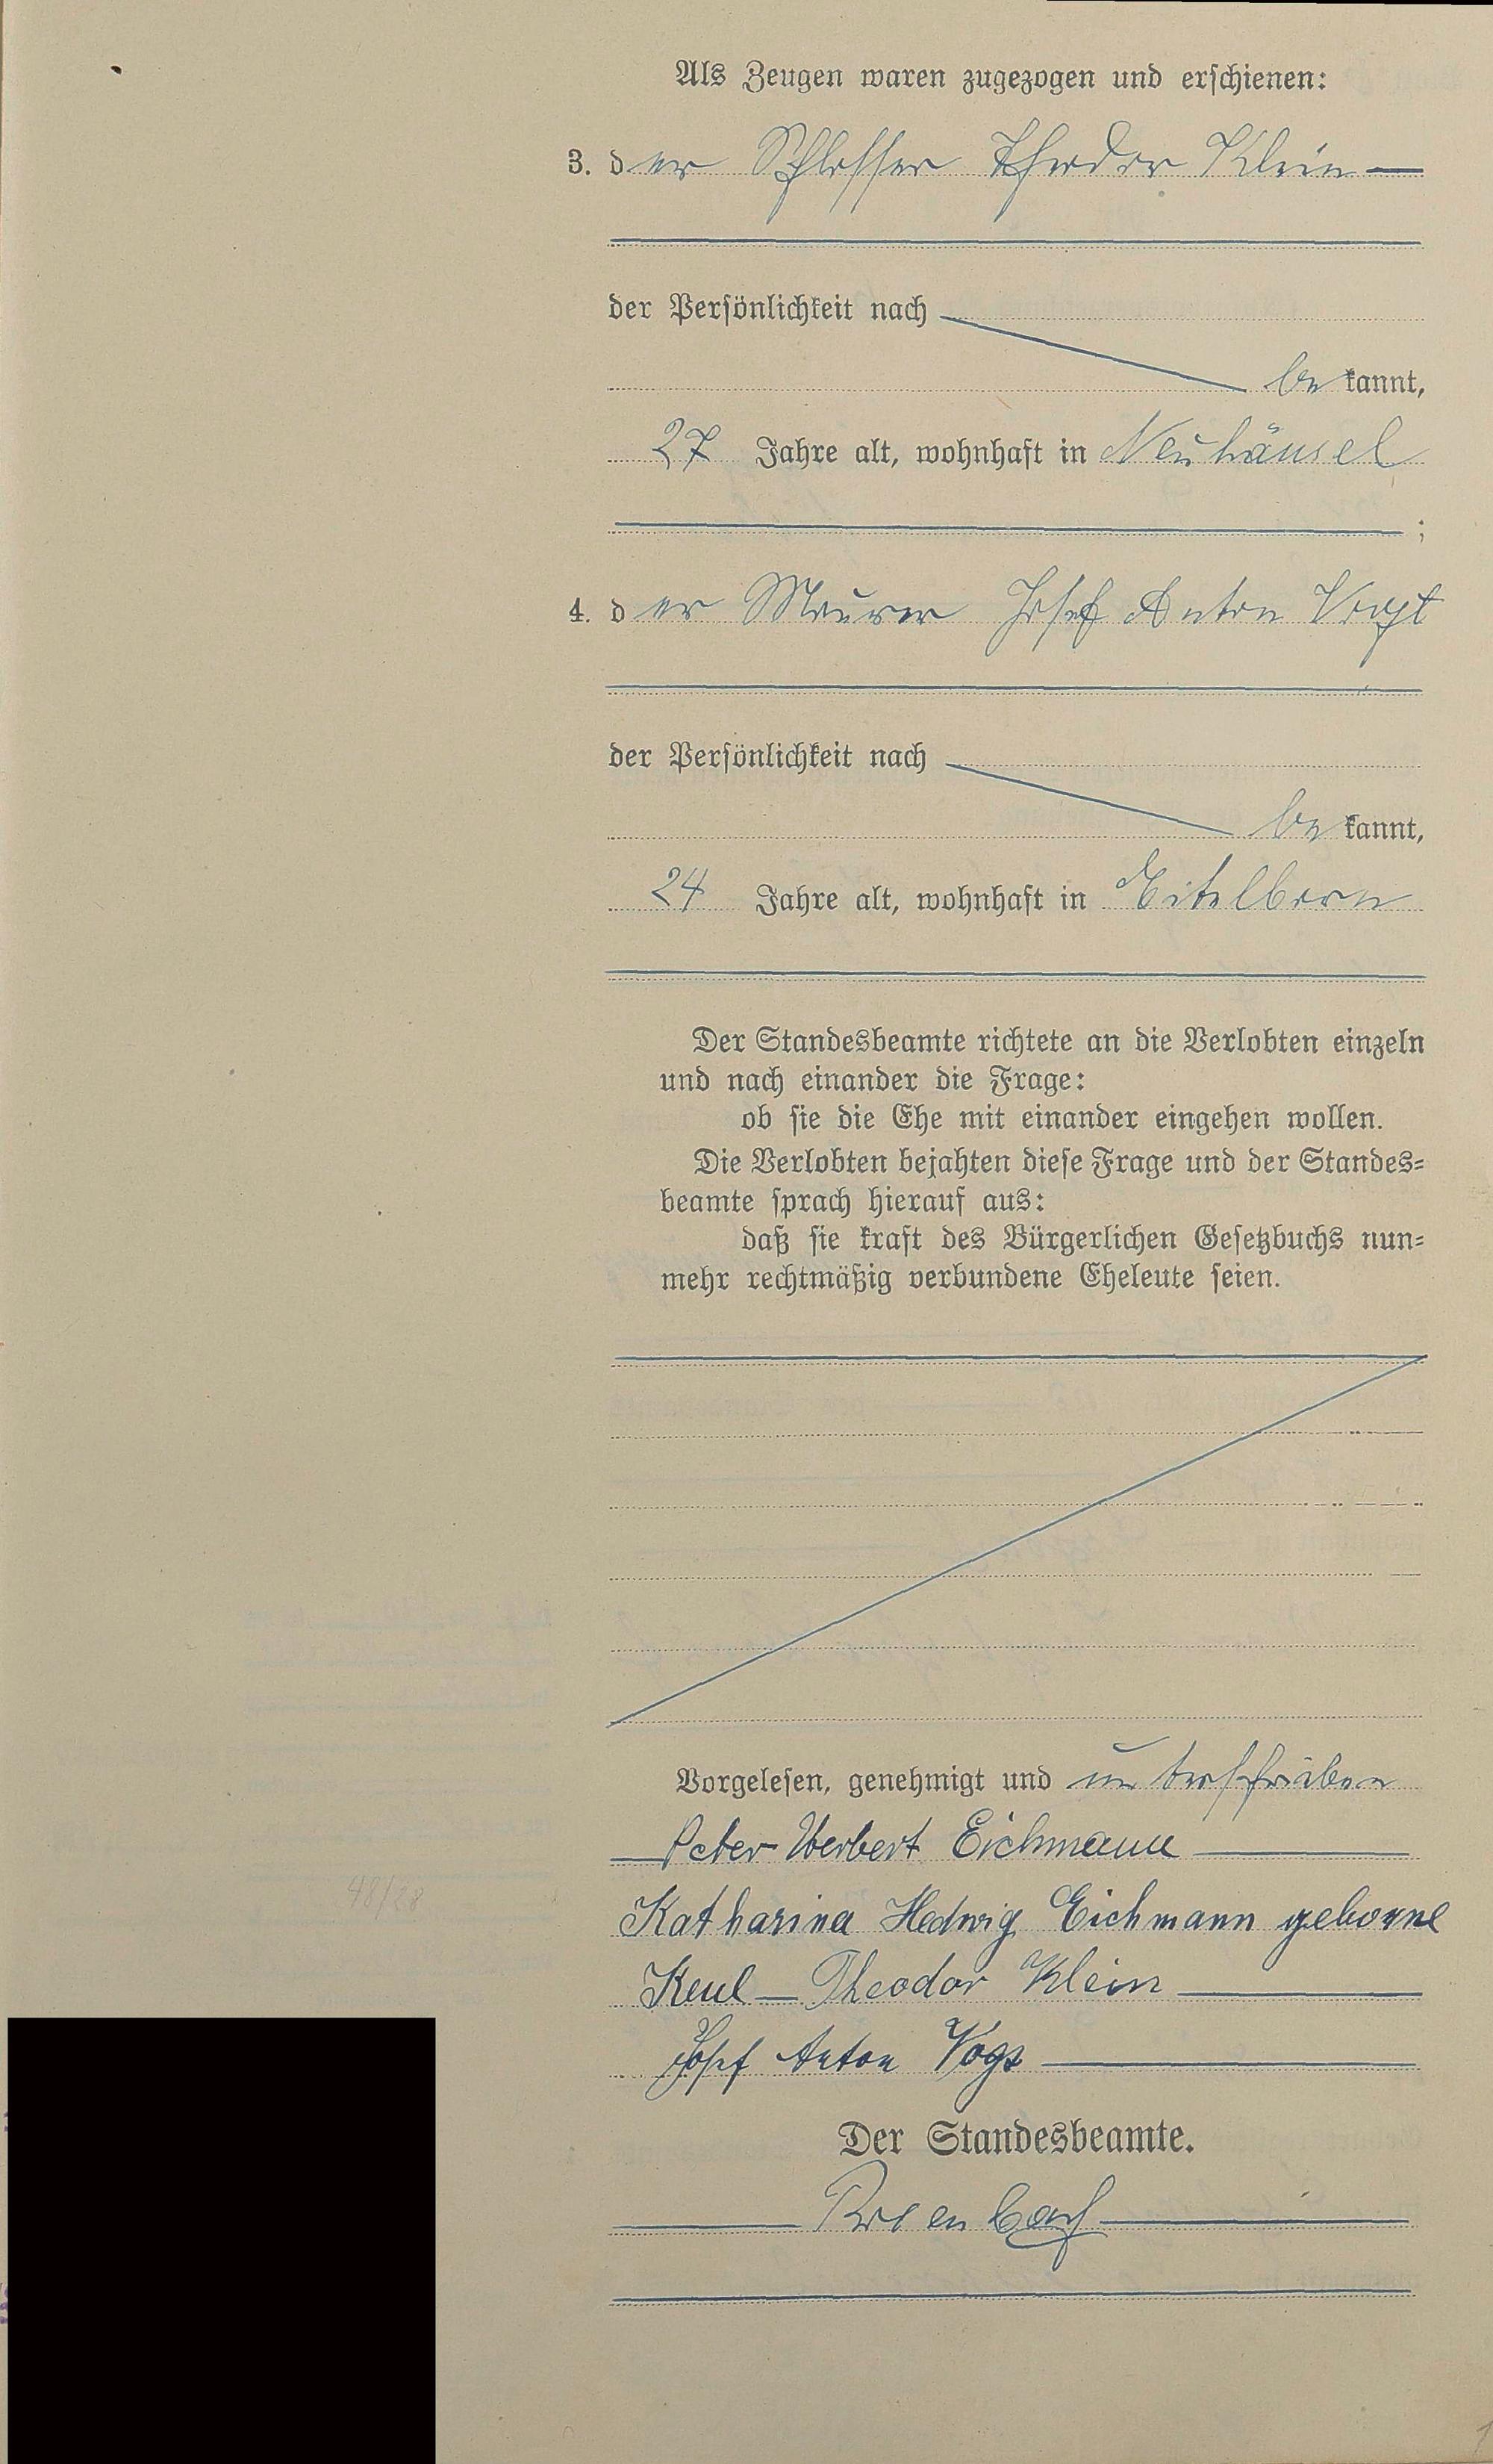 Als Zeugen waren zugezogen und erschienen:
3. der Schlosser Theodor Klein
der Persönlichkeit nach
bekannt,
27 Jahre alt, wohnhaft in Neuhäusel
;
4. der Maurer Josef Anton Vogt
der Persönlichkeit nach
bekannt,
24 Jahre alt, wohnhaft in Eitelborn
Der Standesbeamte richtete an die Verlobten einzeln
und nach einander die Frage:
ob sie die Ehe mit einander eingehen wollen.
Die Verlobten bejahten diese Frage und der Standes-
beamte sprach hierauf aus:
daß sie kraft des Bürgerlichen Gesetzbuchs nun-
mehr rechtmäßig verbundene Eheleute seien.
Vorgelesen, genehmigt und unterschrieben
Peter Herbert Eichmann
Katharina Hedwig Eichmann geborne
48/28
Keul Theodor Klein
Josef Anton Vogt
Der Standesbeamte.